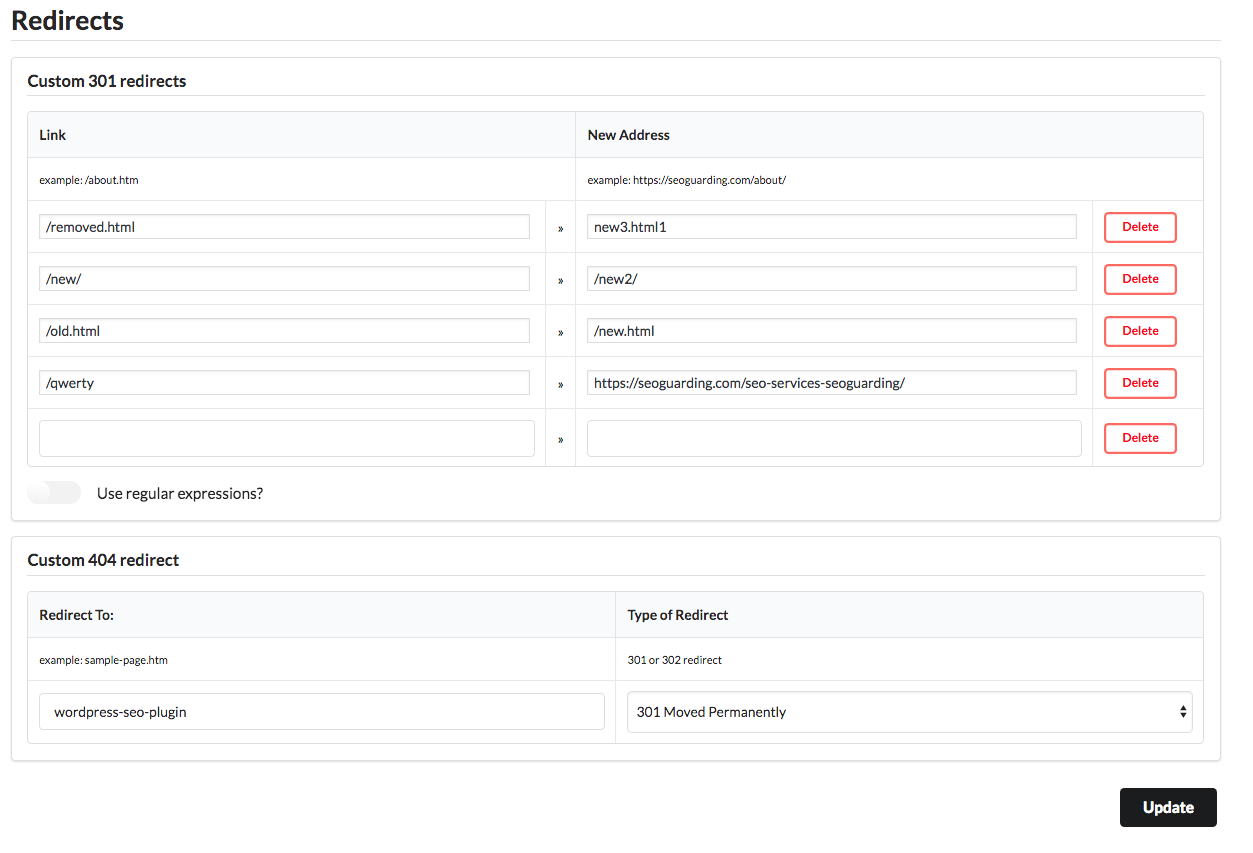 Redirects
Custom 301 redirects
Link New Address
example: /about.htm example: https://seoguarding.com/about/
/removed.html » new3.html1 Delete
/new/ » /new2/ Delete
/old.html » /new.html Delete
/qwerty » https://seoguarding.com/seo-services-seoguarding/ Delete
» Delete
Use regular expressions?
Custom 404 redirect
Redirect To: Type of Redirect
example: sample-page.htm 301 or 302 redirect
wordpress-seo-plugin 301 Moved Permanently
Update